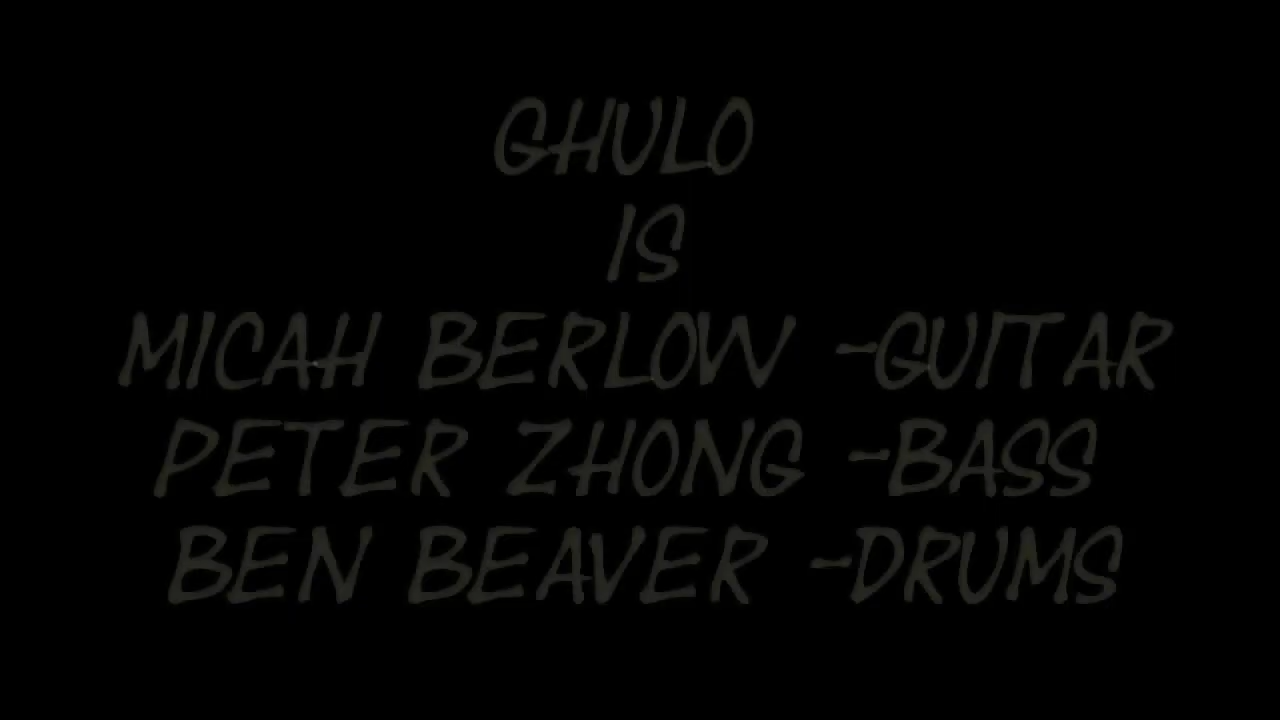 GHULO
IS
MICAH BERLOW -GUITAR
PETER ZHONG -BASS
BEN BEAVER -DRUMS